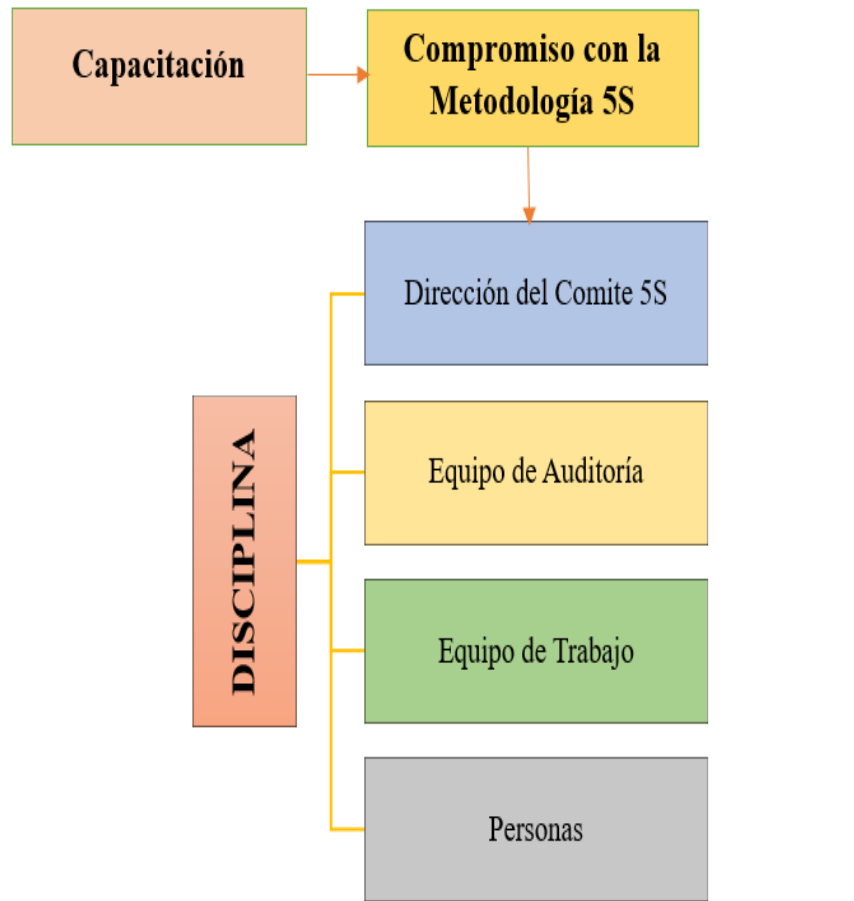 Capacitación
Compromiso con la
Metodología 5S
Dirección del Comite 5S
Equipo de Auditoría
DISCIPLINA
Equipo de Trabajo
Personas